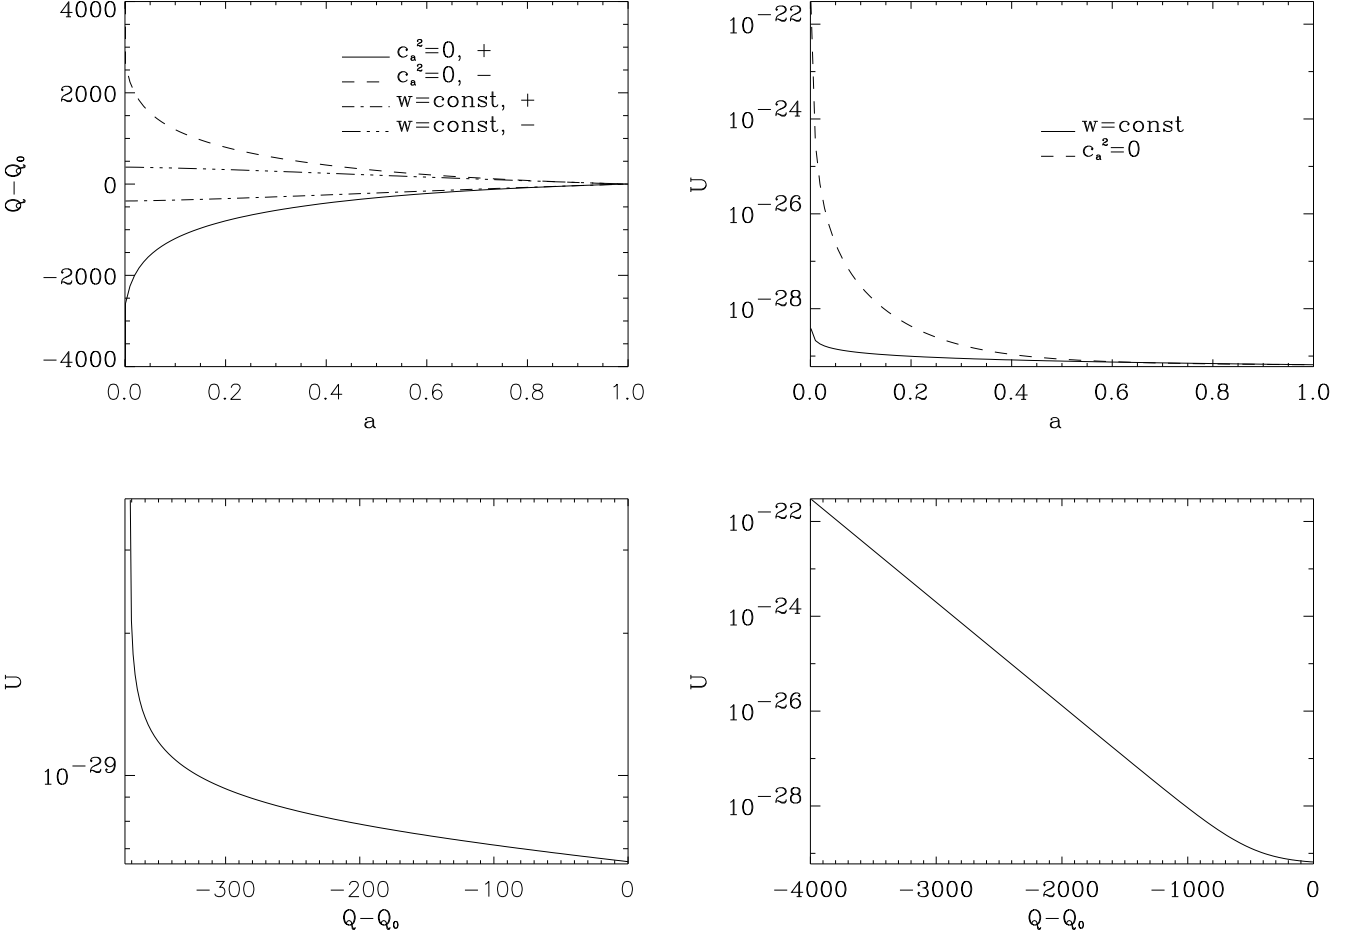 4000
2000
0
−2000
−4000
Q−Q₀
cₐ²=0, +
cₐ²=0, −
w=const, +
w=const, −
0.0 0.2 0.4 0.6 0.8 1.0
a
10⁻²²
10⁻²⁴
10⁻²⁶
10⁻²⁸
U
w=const
cₐ²=0
0.0 0.2 0.4 0.6 0.8 1.0
a
U
10⁻²⁹
−300 −200 −100 0
Q−Q₀
10⁻²²
10⁻²⁴
10⁻²⁶
10⁻²⁸
U
−4000 −3000 −2000 −1000 0
Q−Q₀